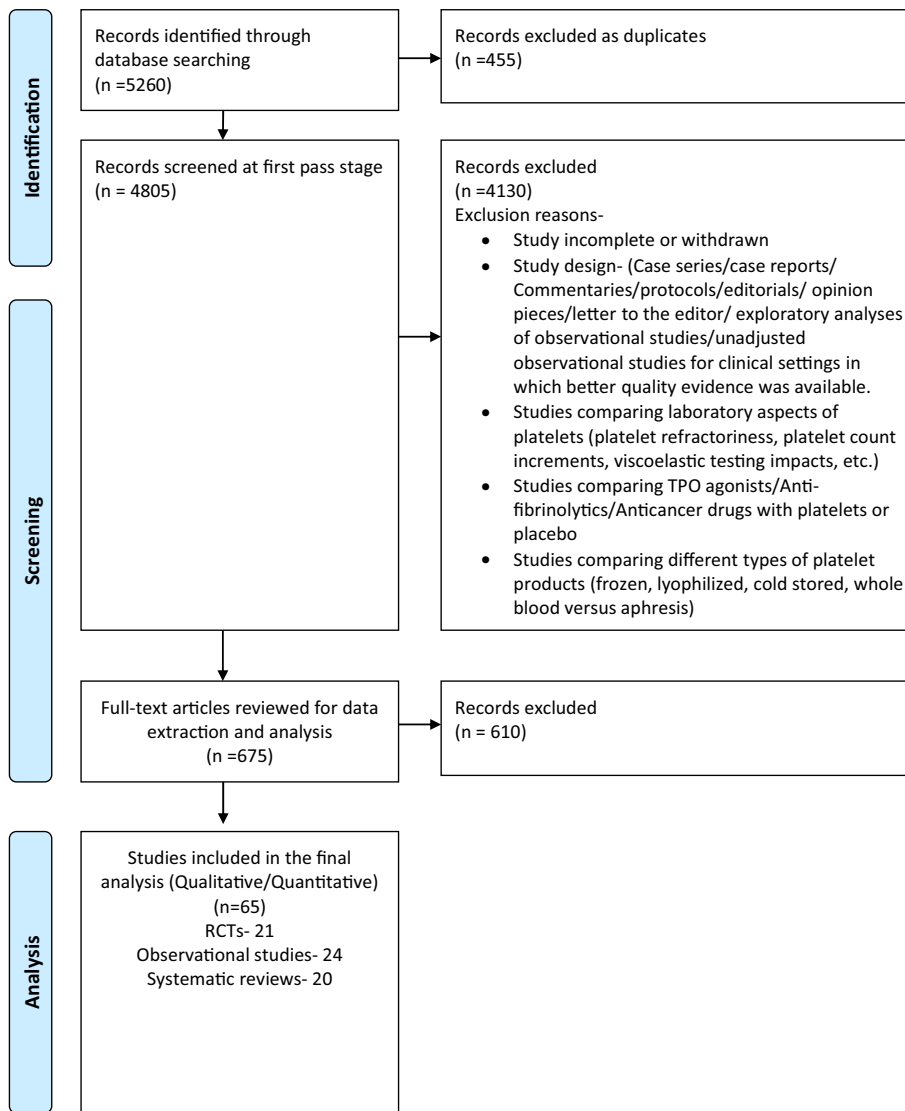 Identification
Records identified through
database searching
(n =5260)
Records excluded as duplicates
(n =455)
Records screened at first pass stage
(n = 4805)
Records excluded
(n =4130)
Exclusion reasons-
• Study incomplete or withdrawn
• Study design- (Case series/case reports/
Commentaries/protocols/editorials/ opinion
pieces/letter to the editor/ exploratory analyses
of observational studies/unadjusted
observational studies for clinical settings in
which better quality evidence was available.
• Studies comparing laboratory aspects of
platelets (platelet refractoriness, platelet count
increments, viscoelastic testing impacts, etc.)
• Studies comparing TPO agonists/Anti-
fibrinolytics/Anticancer drugs with platelets or
placebo
• Studies comparing different types of platelet
products (frozen, lyophilized, cold stored, whole
blood versus aphresis)
Screening
Full-text articles reviewed for data
extraction and analysis
(n =675)
Records excluded
(n = 610)
Analysis
Studies included in the final
analysis (Qualitative/Quantitative)
(n=65)
RCTs- 21
Observational studies- 24
Systematic reviews- 20